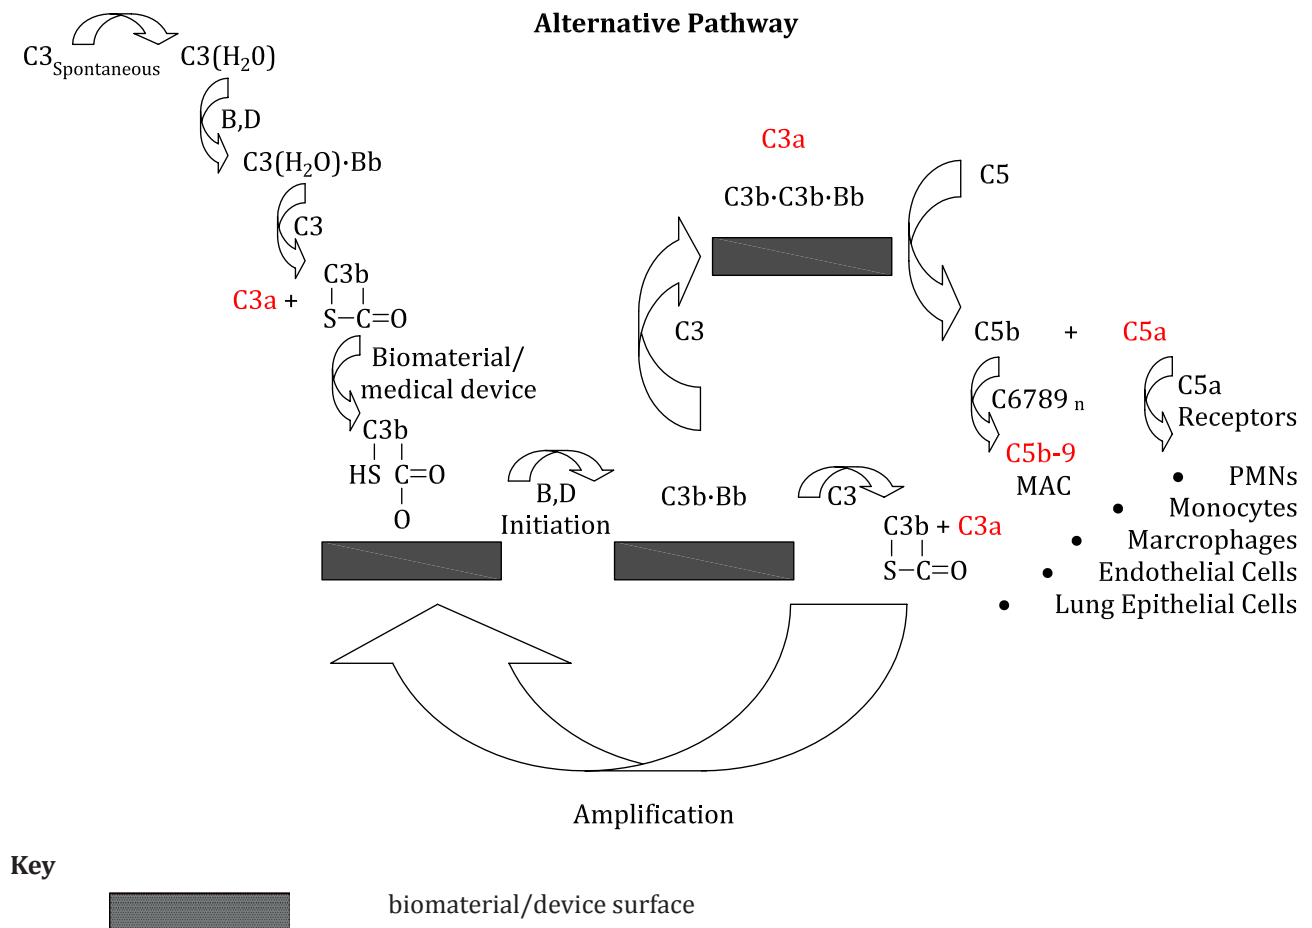 Alternative Pathway
C3 Spontaneous C3(H₂0)
B,D
C3(H₂O)·Bb
C3
C3a + C3b
S–C=O
Biomaterial/
medical device
C3b
HS C=O
O
B,D
Initiation
C3b·Bb
C3
C3a
C3b·C3b·Bb
C5
C3
C3b + C3a
S–C=O
C5b + C5a
C6789 n
C5b-9
MAC
C5a
Receptors
• PMNs
• Monocytes
• Marcrophages
• Endothelial Cells
• Lung Epithelial Cells
Amplification
Key
biomaterial/device surface